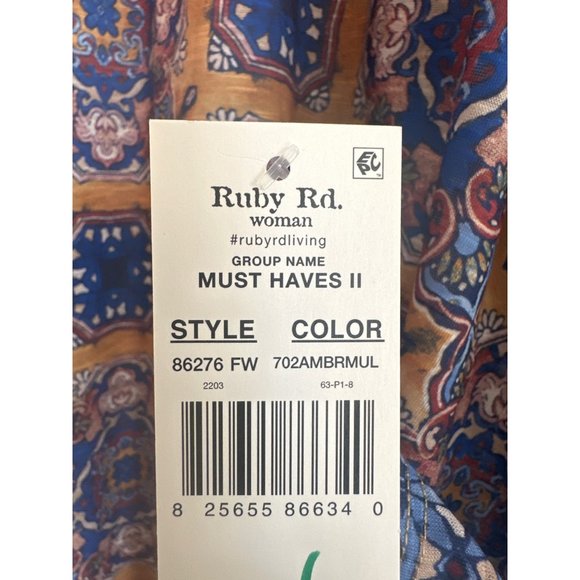 EPC
Ruby Rd.
woman
#rubyrdliving
GROUP NAME
MUST HAVES II
STYLE COLOR
86276 FW 702AMBRMUL
2203 63-P1-8
8 25655 86634 0